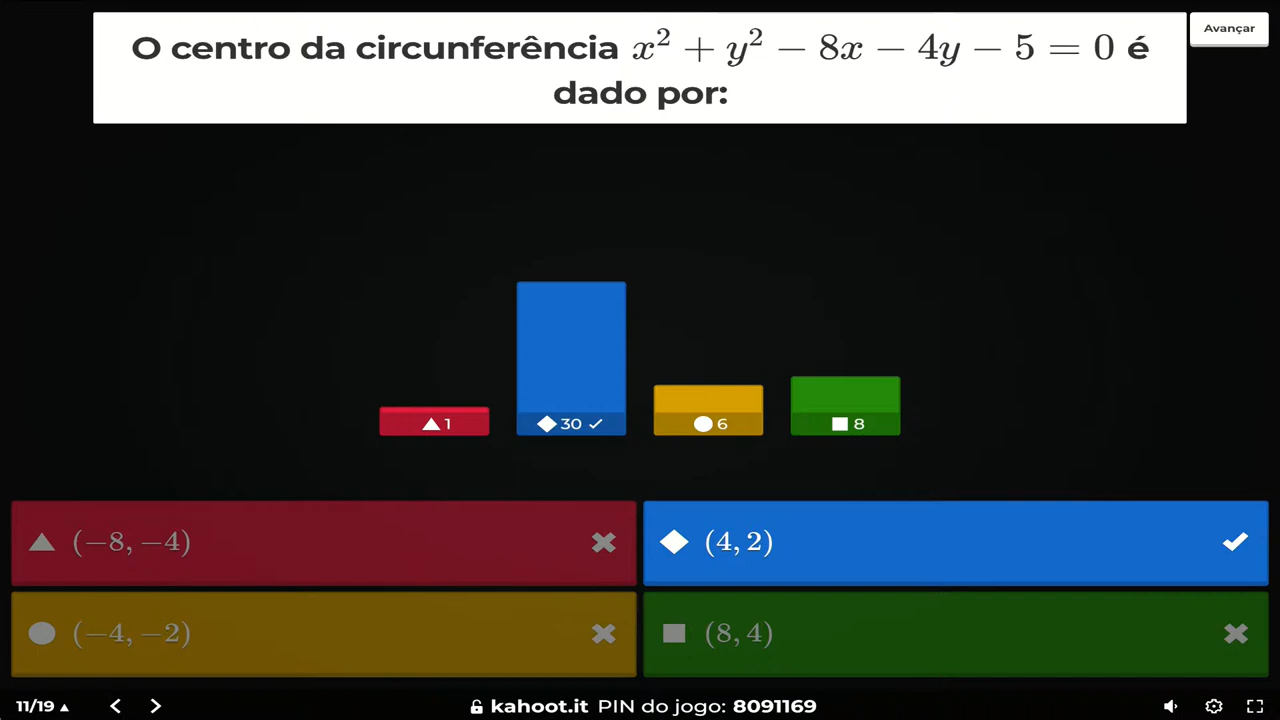 O centro da circunferência x² + y² − 8x − 4y − 5 = 0 é
dado por:
Avançar
1
30
6
8
(−8, −4)
(4, 2)
(−4, −2)
(8, 4)
11/19
kahoot.it PIN do jogo: 8091169